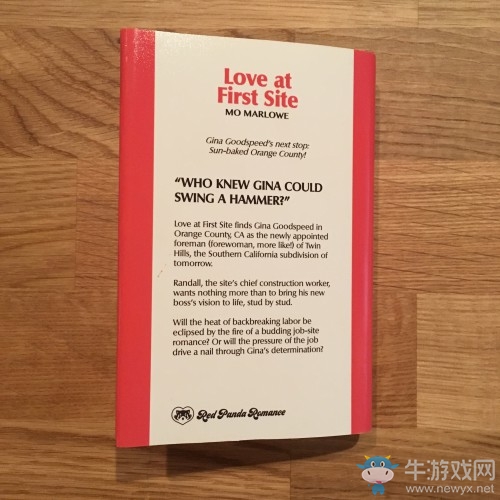 Love at
First Site
MO MARLOWE
Gina Goodspeed's next stop:
Sun-baked Orange County!
"WHO KNEW GINA COULD
SWING A HAMMER?"
Love at First Site finds Gina Goodspeed in
Orange County, CA as the newly appointed
foreman (forewoman, more like!) of Twin
Hills, the Southern California subdivision of
tomorrow.
Randall, the site's chief construction worker,
wants nothing more than to bring his new
boss's vision to life, stud by stud.
Will the heat of backbreaking labor be
eclipsed by the fire of a budding job-site
romance? Or will the pressure of the job
drive a nail through Gina's determination?
Red Panda Romance
牛游戏网
www.newyx.net